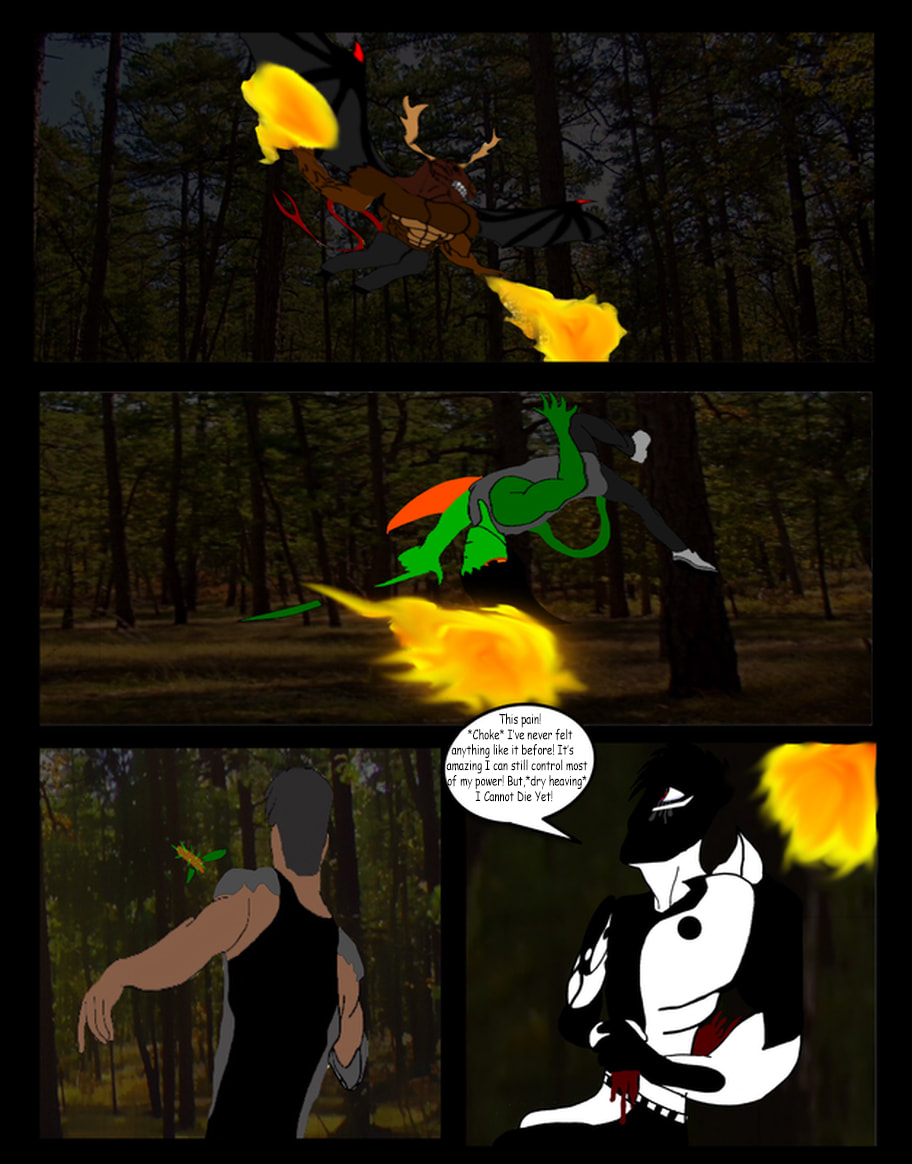 This pain!
*Choke* I've never felt
anything like it before! It's
amazing I can still control most
of my power! But,*dry heaving*
I Cannot Die Yet!